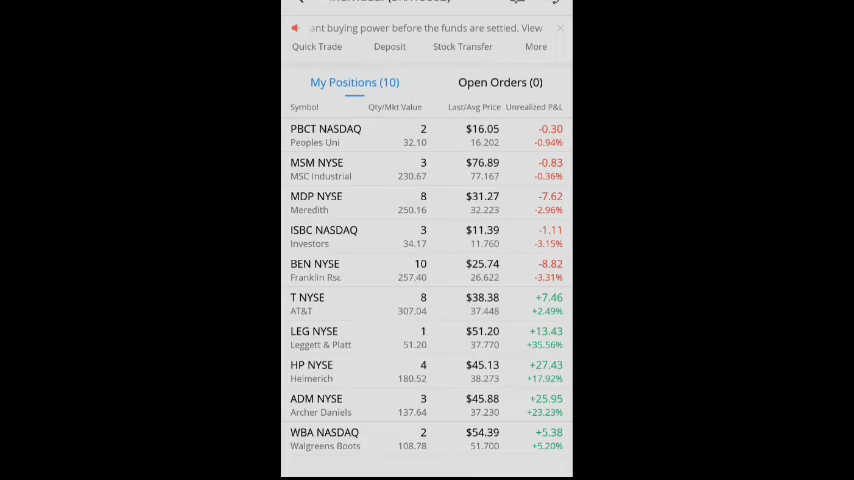 ant buying power before the funds are settled. View
Quick Trade Deposit Stock Transfer More
My Positions (10) Open Orders (0)
Symbol Qty/Mkt Value Last/Avg Price Unrealized P&L
PBCT NASDAQ 2 $16.05 -0.30
Peoples Uni 32.10 16.202 -0.94%
MSM NYSE 3 $76.89 -0.83
MSC Industrial 230.67 77.167 -0.36%
MDP NYSE 8 $31.27 -7.62
Meredith 250.16 32.223 -2.96%
ISBC NASDAQ 3 $11.39 -1.11
Investors 34.17 11.760 -3.15%
BEN NYSE 10 $25.74 -8.82
Franklin Rsc 257.40 26.622 -3.31%
T NYSE 8 $38.38 +7.46
AT&T 307.04 37.448 +2.49%
LEG NYSE 1 $51.20 +13.43
Leggett & Platt 51.20 37.770 +35.56%
HP NYSE 4 $45.13 +27.43
Helmerich 180.52 38.273 +17.92%
ADM NYSE 3 $45.88 +25.95
Archer Daniels 137.64 37.230 +23.23%
WBA NASDAQ 2 $54.39 +5.38
Walgreens Boots 108.78 51.700 +5.20%